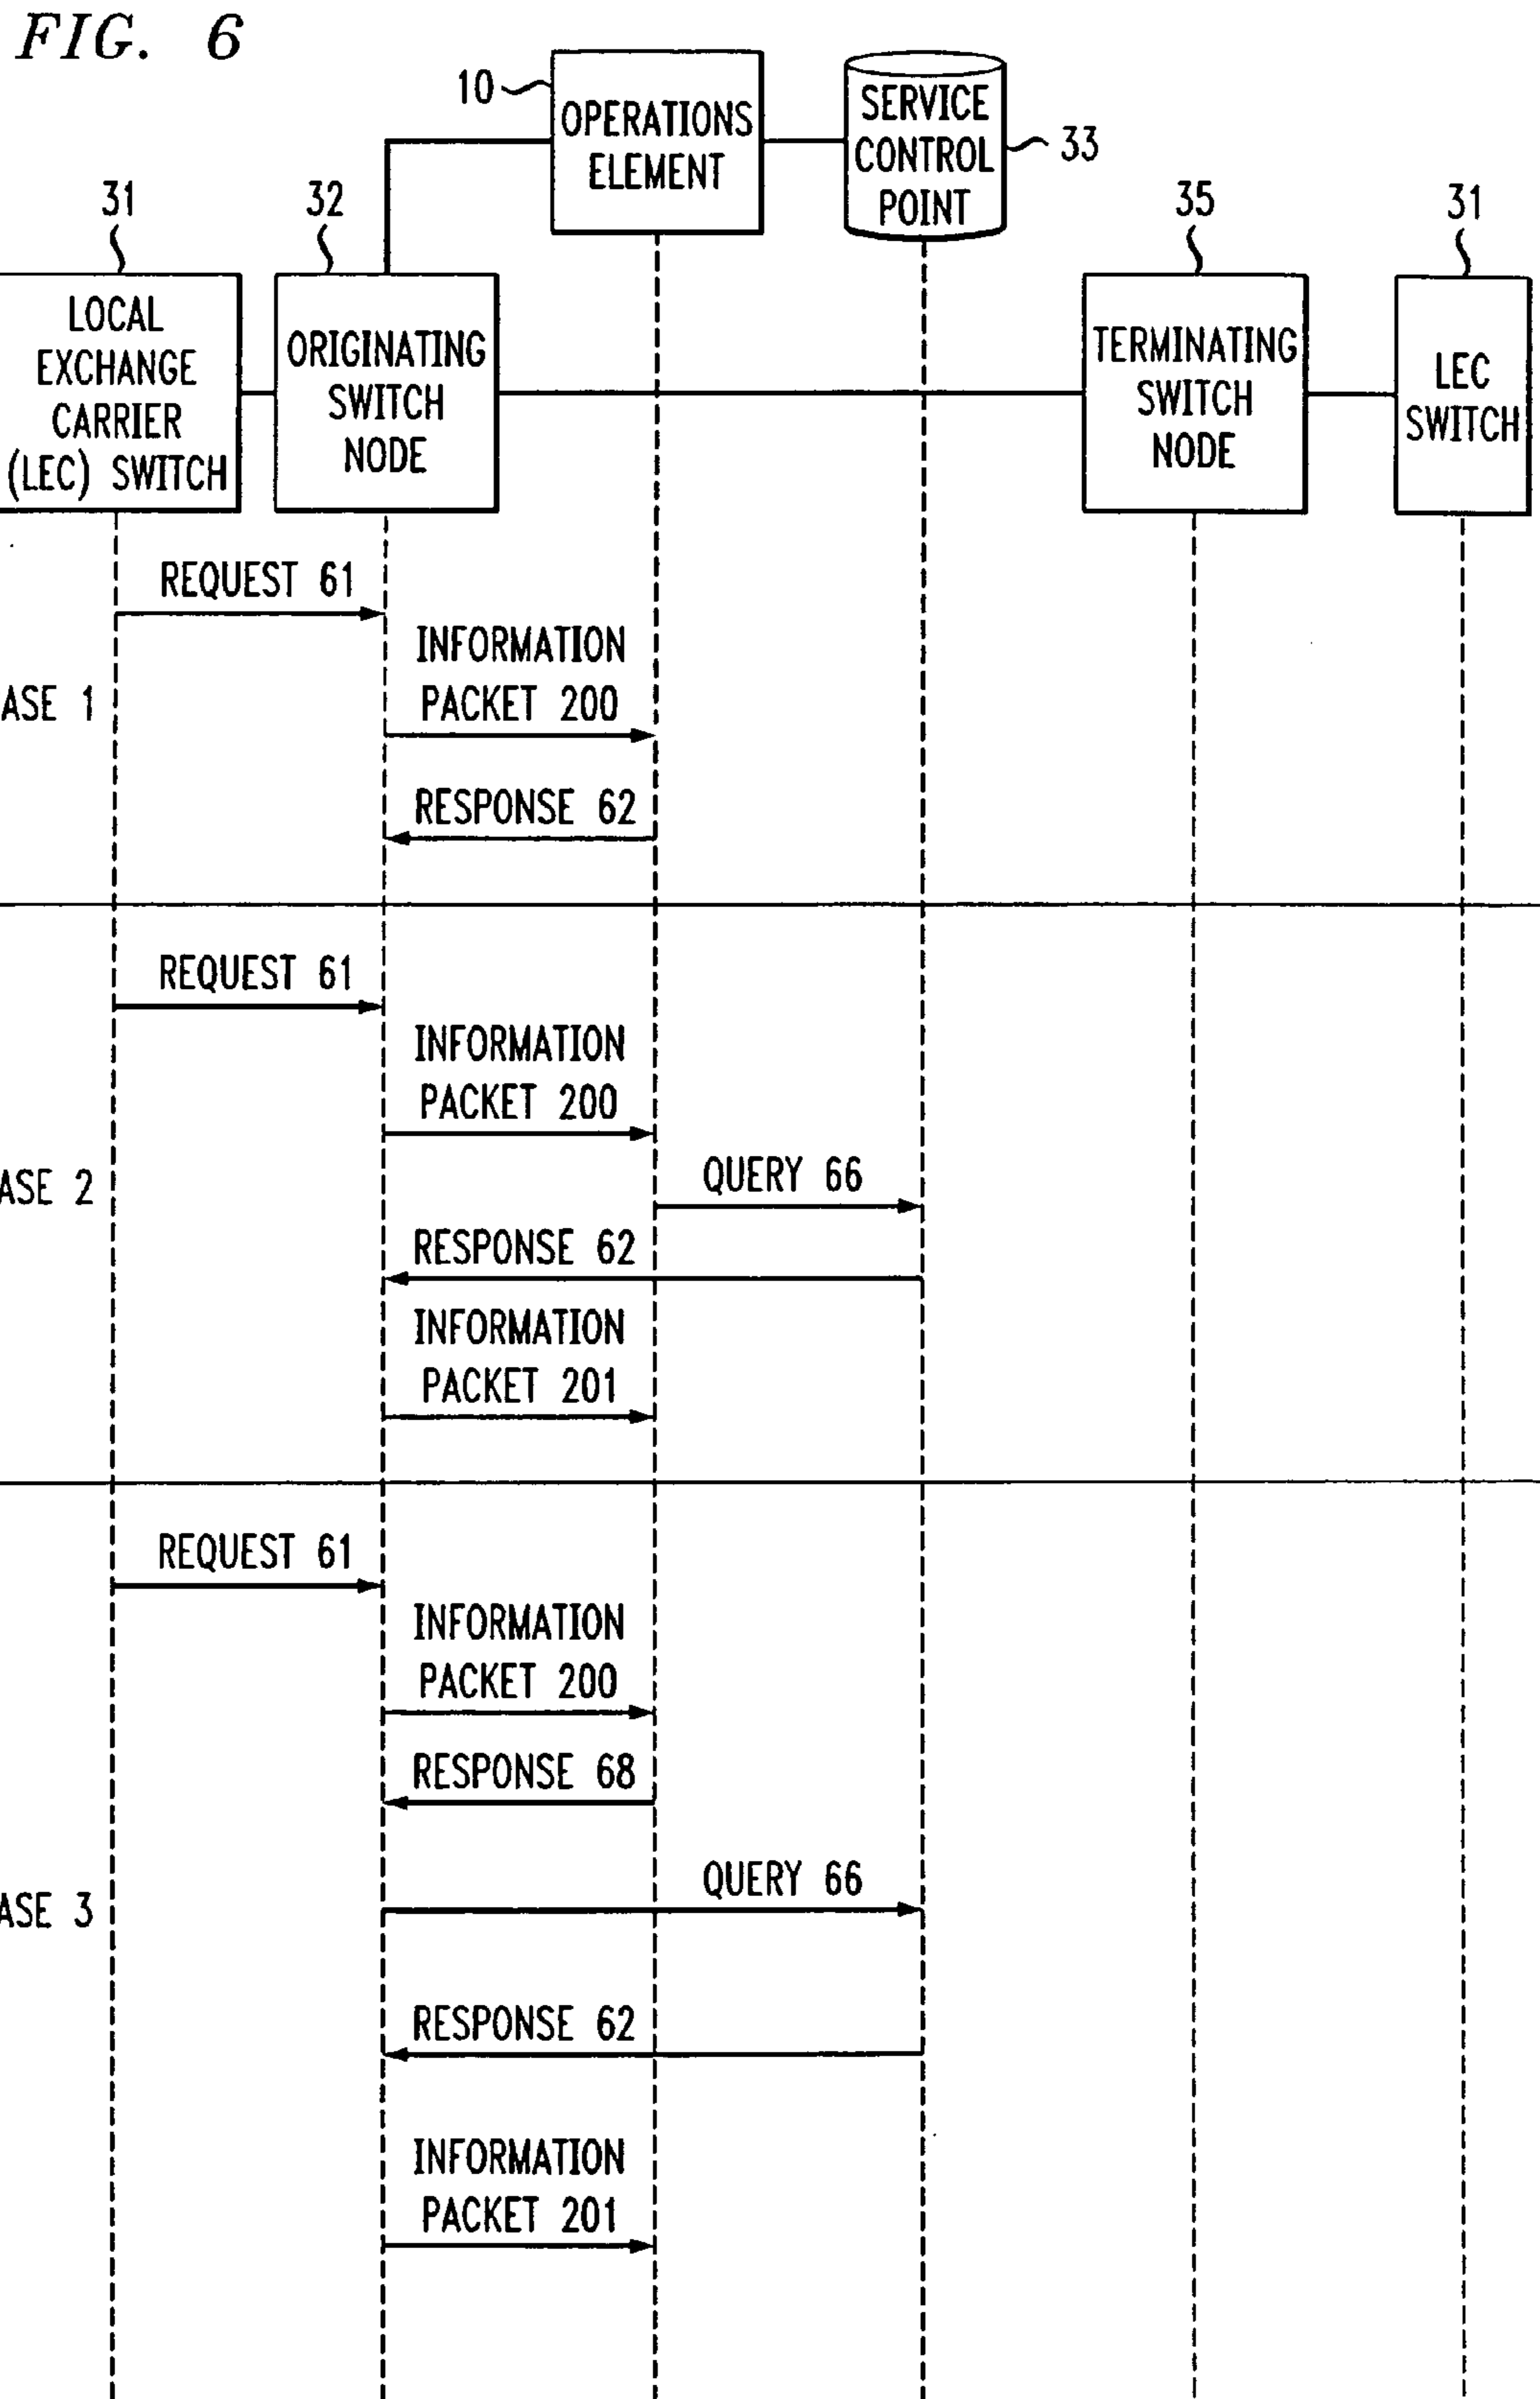 FIG. 6
10
OPERATIONS
ELEMENT
SERVICE
CONTROL
POINT
33
31
32
35
31
LOCAL
EXCHANGE
CARRIER
(LEC) SWITCH
ORIGINATING
SWITCH
NODE
TERMINATING
SWITCH
NODE
LEC
SWITCH
REQUEST 61
INFORMATION
PACKET 200
ASE 1
RESPONSE 62
REQUEST 61
INFORMATION
PACKET 200
ASE 2
QUERY 66
RESPONSE 62
INFORMATION
PACKET 201
REQUEST 61
INFORMATION
PACKET 200
RESPONSE 68
QUERY 66
ASE 3
RESPONSE 62
INFORMATION
PACKET 201